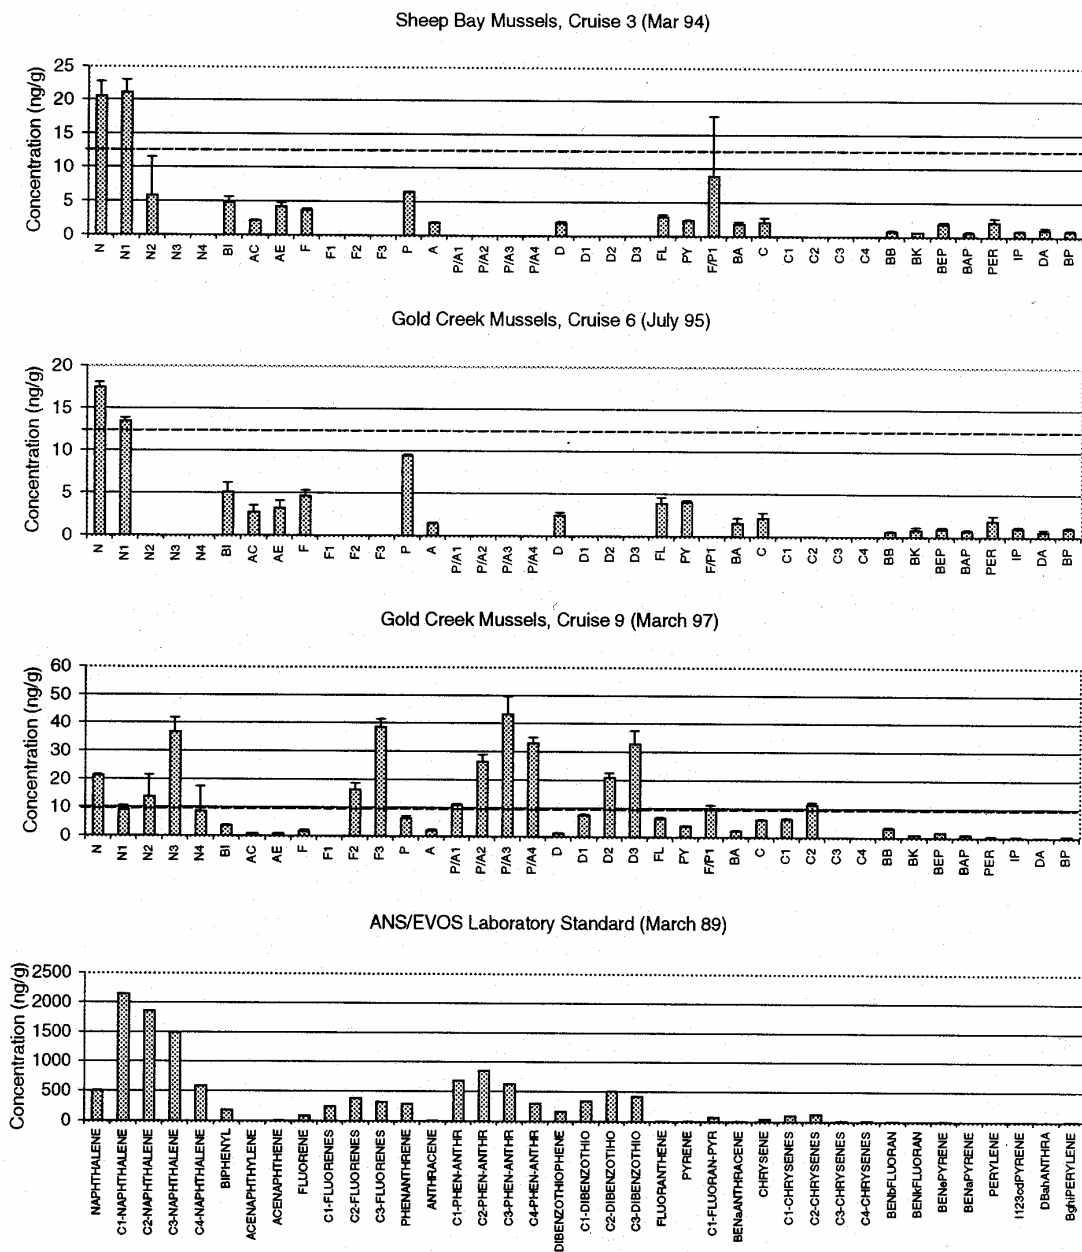 Sheep Bay Mussels, Cruise 3 (Mar 94)
Concentration (ng/g)
25
20
15
10
5
0
N N1 N2 N3 N4 BI AC AE F F1 F2 F3 P A P/A1 P/A2 P/A3 P/A4 D D1 D2 D3 FL PY F/P1 BA C C1 C2 C3 C4 BB BK BEP BAP PER IP DA BP
Gold Creek Mussels, Cruise 6 (July 95)
Concentration (ng/g)
20
15
10
5
0
N N1 N2 N3 N4 BI AC AE F F1 F2 F3 P A P/A1 P/A2 P/A3 P/A4 D D1 D2 D3 FL PY F/P1 BA C C1 C2 C3 C4 BB BK BEP BAP PER IP DA BP
Gold Creek Mussels, Cruise 9 (March 97)
Concentration (ng/g)
60
50
40
30
20
10
0
N N1 N2 N3 N4 BI AC AE F F1 F2 F3 P A P/A1 P/A2 P/A3 P/A4 D D1 D2 D3 FL PY F/P1 BA C C1 C2 C3 C4 BB BK BEP BAP PER IP DA BP
ANS/EVOS Laboratory Standard (March 89)
Concentration (ng/g)
2500
2000
1500
1000
500
0
NAPHTHALENE
C1-NAPHTHALENE
C2-NAPHTHALENE
C3-NAPHTHALENE
C4-NAPHTHALENE
BIPHENYL
ACENAPHTHYLENE
ACENAPHTHENE
FLUORENE
C1-FLUORENES
C2-FLUORENES
C3-FLUORENES
PHENANTHRENE
ANTHRACENE
C1-PHEN-ANTHR
C2-PHEN-ANTHR
C3-PHEN-ANTHR
C4-PHEN-ANTHR
DIBENZOTHIOPHENE
C1-DIBENZOTHIO
C2-DIBENZOTHO
C3-DIBENZOTHIO
FLUORANTHENE
PYRENE
C1-FLUORAN-PYR
BENaANTHRACENE
CHRYSENE
C1-CHRYSENES
C2-CHRYSENES
C3-CHRYSENES
C4-CHRYSENES
BENbFLUORAN
BENkFLUORAN
BENePYRENE
BENaPYRENE
PERYLENE
I123cdPYRENE
DBahANTHRA
BghiPERYLENE